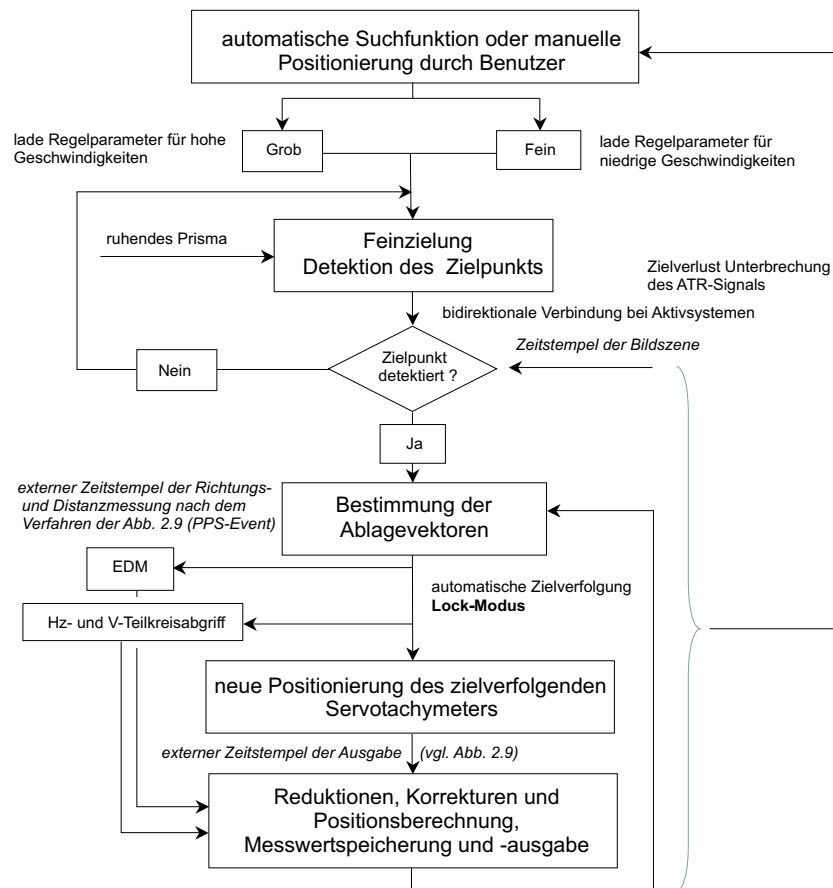 automatische Suchfunktion oder manuelle
Positionierung durch Benutzer
lade Regelparameter für hohe
Geschwindigkeiten
Grob
Fein
lade Regelparameter für
niedrige Geschwindigkeiten
ruhendes Prisma
Feinzielung
Detektion des Zielpunkts
Zielverlust Unterbrechung
des ATR-Signals
bidirektionale Verbindung bei Aktivsystemen
Zeitstempel der Bildszene
Zielpunkt
detektiert ?
Nein
Ja
externer Zeitstempel der Richtungs-
und Distanzmessung nach dem
Verfahren der Abb. 2.9 (PPS-Event)
Bestimmung der
Ablagevektoren
EDM
automatische Zielverfolgung
Lock-Modus
Hz- und V-Teilkreisabgriff
neue Positionierung des zielverfolgenden
Servotachymeters
externer Zeitstempel der Ausgabe (vgl. Abb. 2.9)
Reduktionen, Korrekturen und
Positionsberechnung,
Messwertspeicherung und -ausgabe